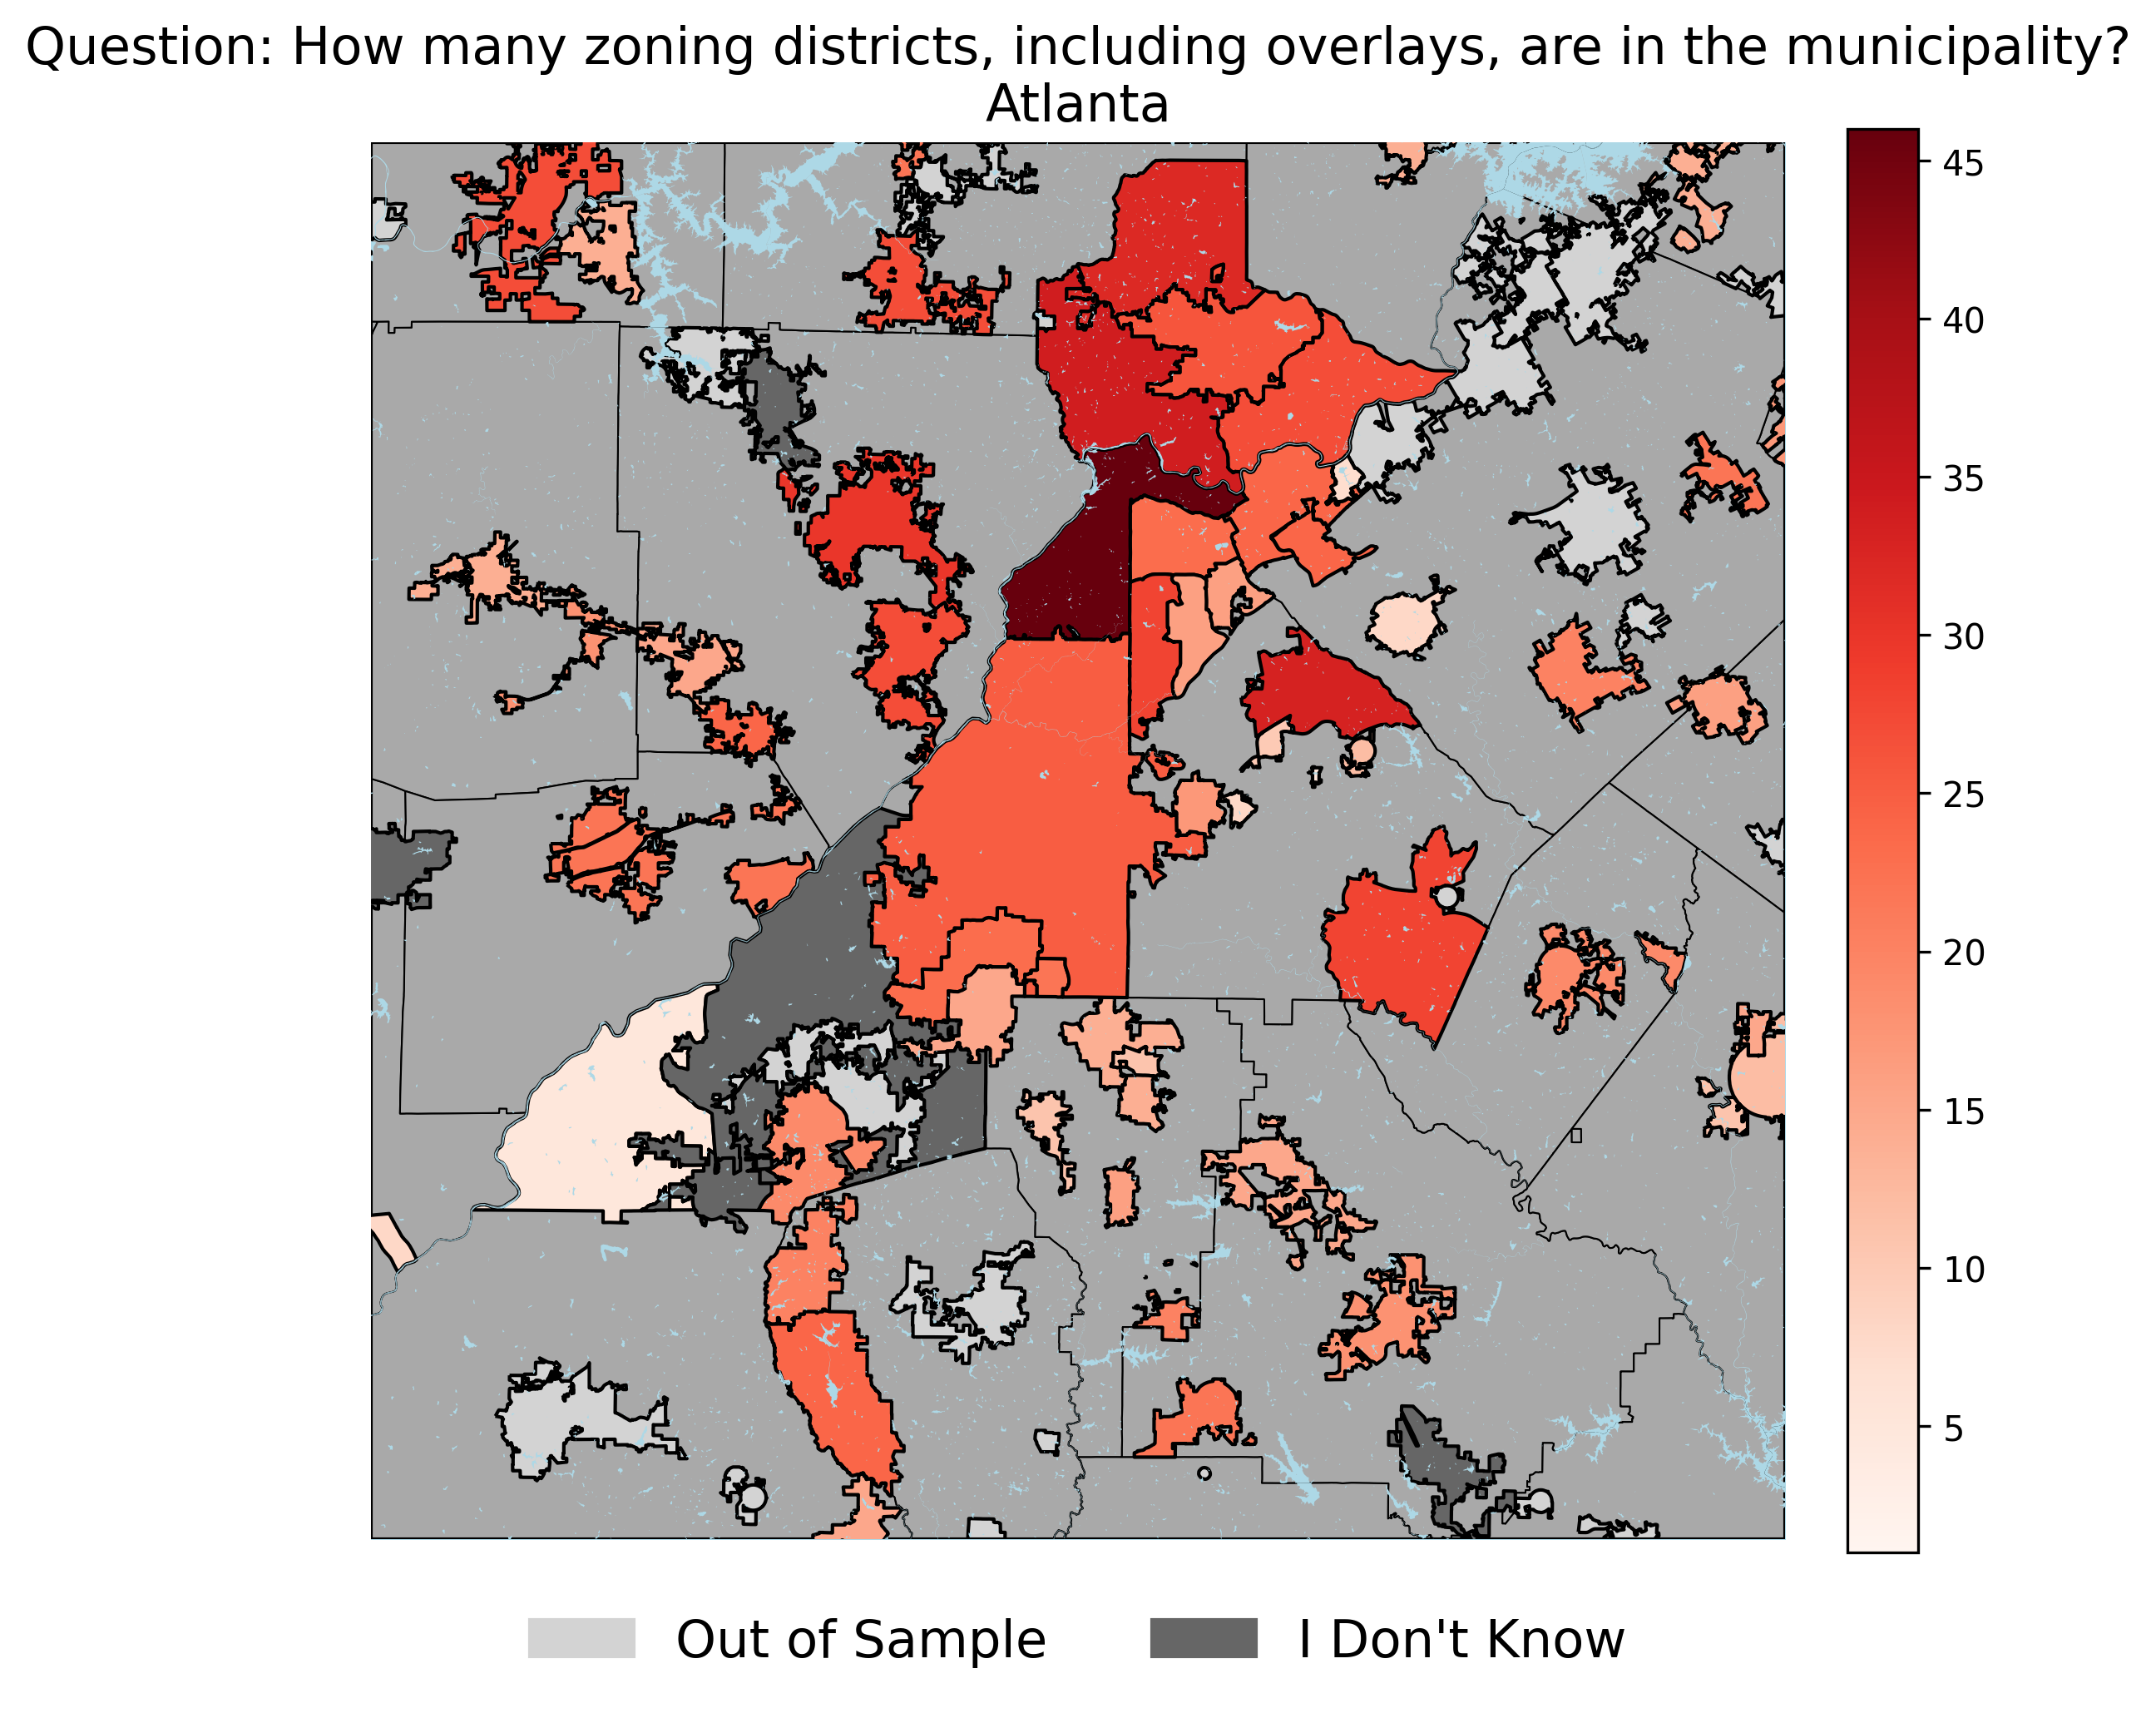 Question: How many zoning districts, including overlays, are in the municipality?
Atlanta
45
40
35
30
25
20
15
10
5
Out of Sample
I Don't Know